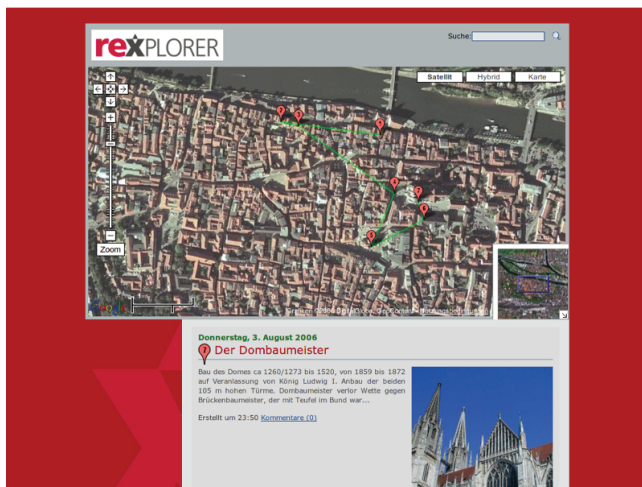 reXPLORER
Suche:
Satellit Hybrid Karte
Zoom
Donnerstag, 3. August 2006
7 Der Dombaumeister
Bau des Domes ca 1260/1273 bis 1520, von 1859 bis 1872
auf Veranlassung von König Ludwig I. Anbau der beiden
105 m hohen Türme. Dombaumeister verlor Wette gegen
Brückenbaumeister, der mit Teufel im Bund war...
Erstellt um 23:50 Kommentare (0)